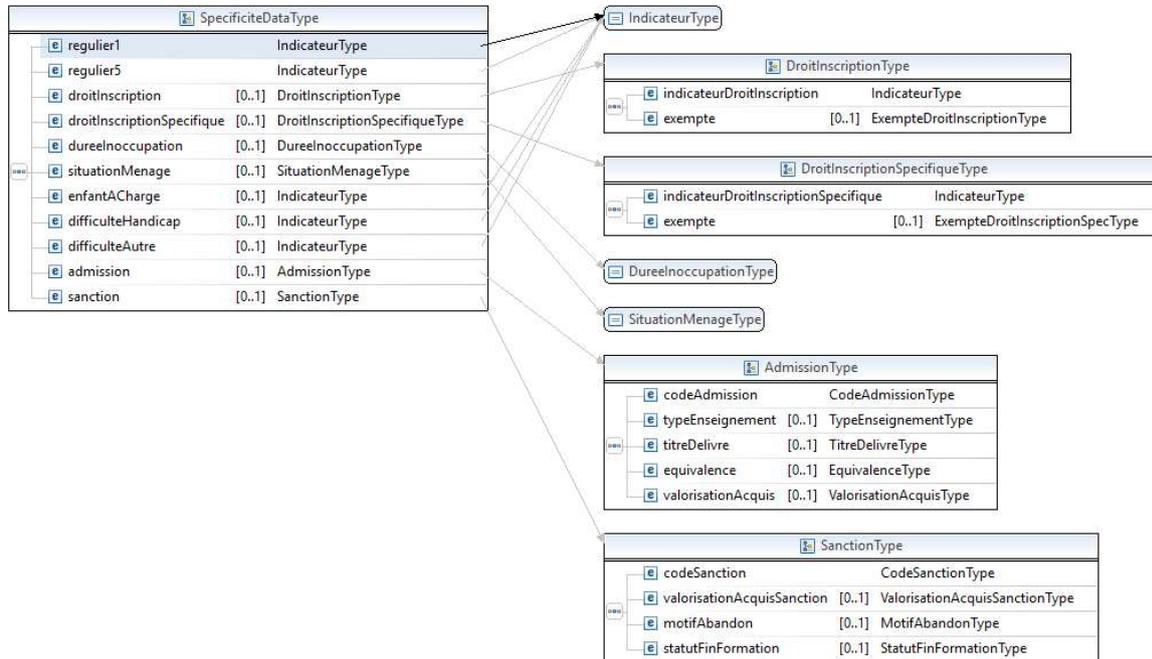 SpecificiteDataType
regulier1 IndicateurType
regulier5 IndicateurType
droitInscription [0..1] DroitInscriptionType
droitInscriptionSpecifique [0..1] DroitInscriptionSpecifiqueType
dureeInoccupation [0..1] DureeInoccupationType
situationMenage [0..1] SituationMenageType
enfantACharge [0..1] IndicateurType
difficulteHandicap [0..1] IndicateurType
difficulteAutre [0..1] IndicateurType
admission [0..1] AdmissionType
sanction [0..1] SanctionType
IndicateurType
DroitInscriptionType
indicateurDroitInscription IndicateurType
exempte [0..1] ExempteDroitInscriptionType
DroitInscriptionSpecifiqueType
indicateurDroitInscriptionSpecifique IndicateurType
exempte [0..1] ExempteDroitInscriptionSpecType
DureeInoccupationType
SituationMenageType
AdmissionType
codeAdmission CodeAdmissionType
typeEnseignement [0..1] TypeEnseignementType
titreDelivre [0..1] TitreDelivreType
equivalence [0..1] EquivalenceType
valorisationAcquis [0..1] ValorisationAcquisType
SanctionType
codeSanction CodeSanctionType
valorisationAcquisSanction [0..1] ValorisationAcquisSanctionType
motifAbandon [0..1] MotifAbandonType
statutFinFormation [0..1] StatutFinFormationType